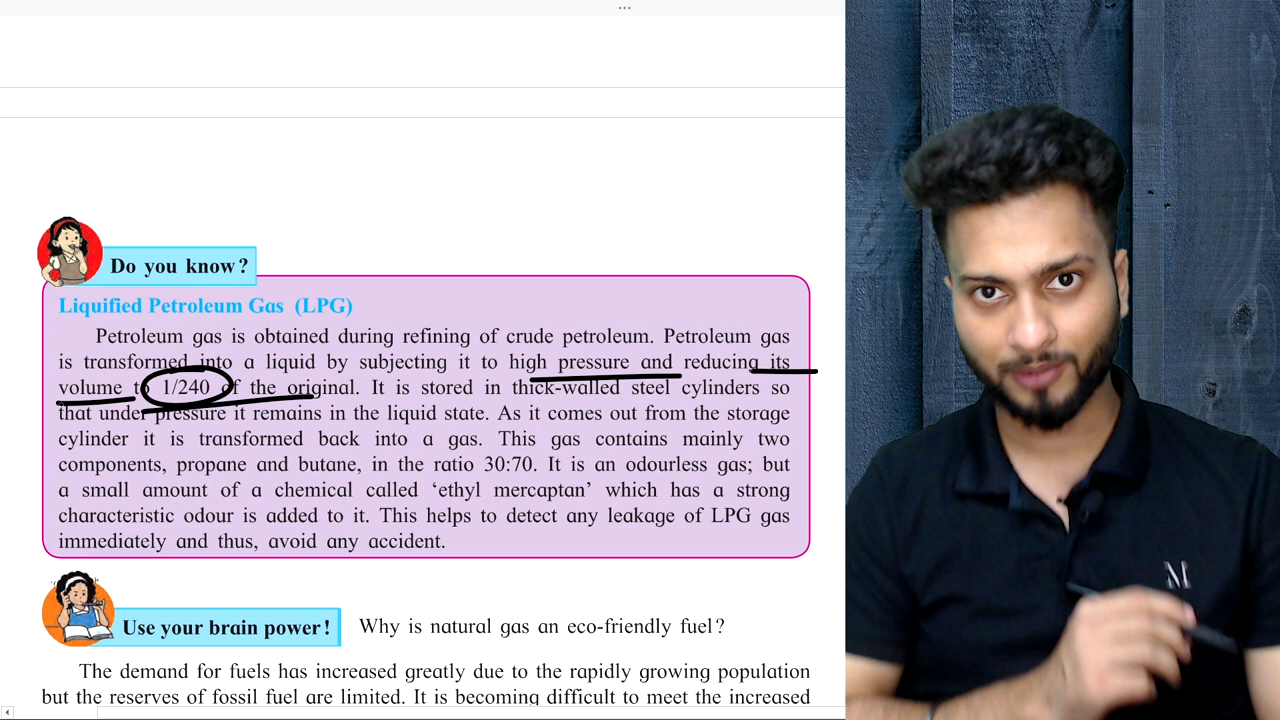 Do you know?
Liquified Petroleum Gas (LPG)
Petroleum gas is obtained during refining of crude petroleum. Petroleum gas
is transformed into a liquid by subjecting it to high pressure and reducing its
volume to 1/240 of the original. It is stored in thick-walled steel cylinders so
that under pressure it remains in the liquid state. As it comes out from the storage
cylinder it is transformed back into a gas. This gas contains mainly two
components, propane and butane, in the ratio 30:70. It is an odourless gas; but
a small amount of a chemical called ‘ethyl mercaptan’ which has a strong
characteristic odour is added to it. This helps to detect any leakage of LPG gas
immediately and thus, avoid any accident.
Use your brain power! Why is natural gas an eco-friendly fuel?
The demand for fuels has increased greatly due to the rapidly growing population
but the reserves of fossil fuel are limited. It is becoming difficult to meet the increased
M